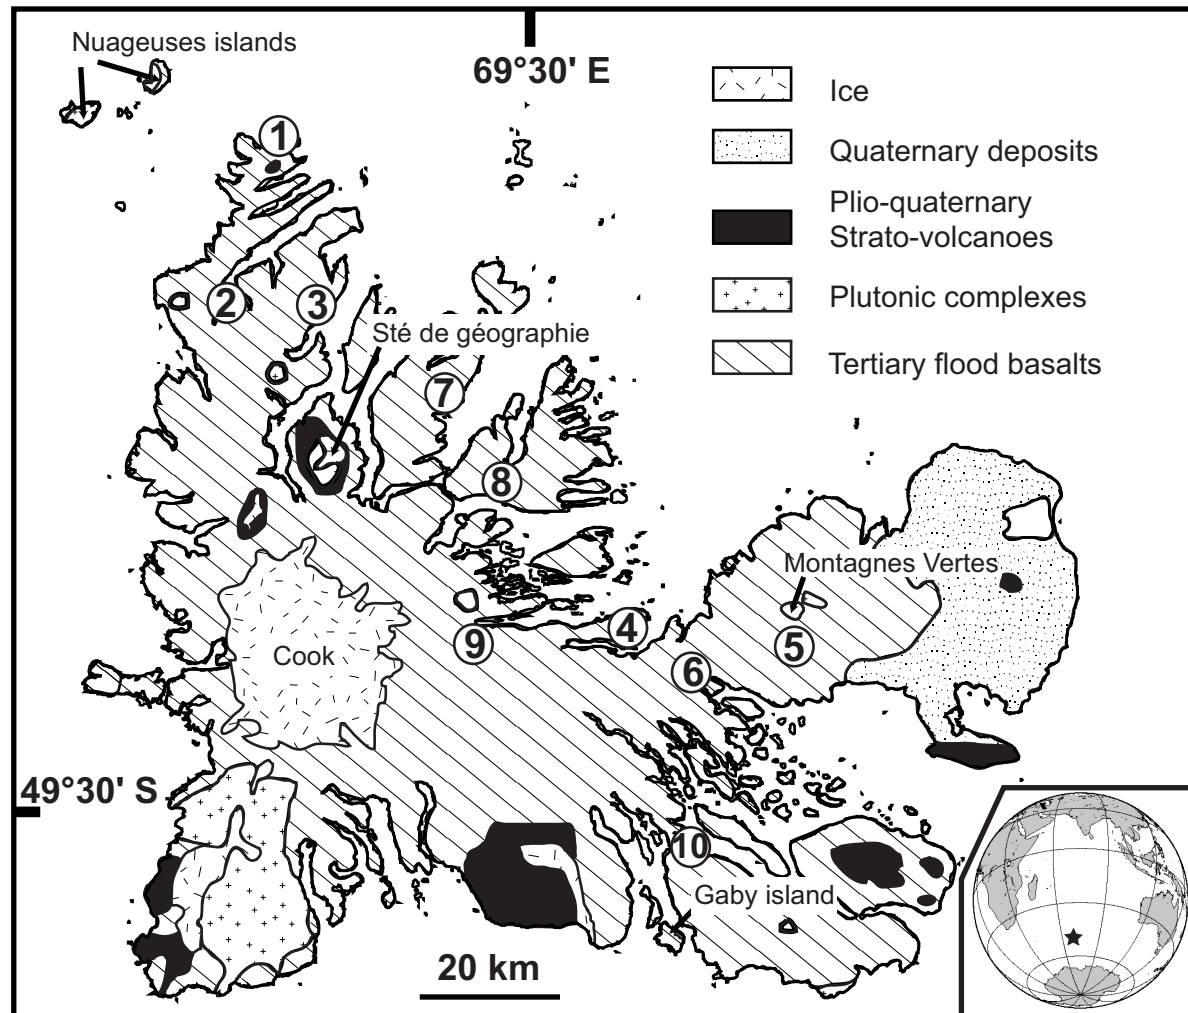 Nuageuses islands
69°30' E
Ice
Quaternary deposits
Plio-quaternary
Strato-volcanoes
Plutonic complexes
Tertiary flood basalts
1
2
3
Sté de géographie
7
8
Montagnes Vertes
4
5
9
6
Cook
49°30' S
10
Gaby island
20 km